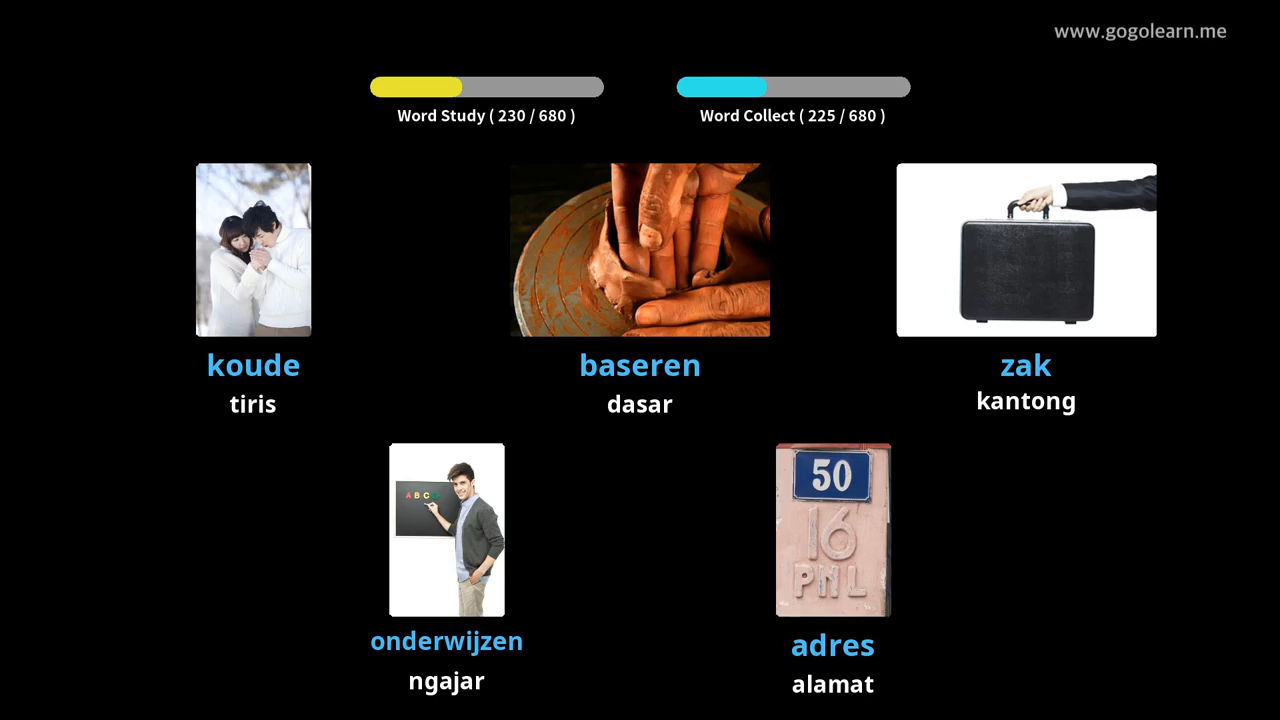 www.gogolearn.me
Word Study ( 230 / 680 )
Word Collect ( 225 / 680 )
koude
tiris
baseren
dasar
zak
kantong
A B C
onderwijzen
ngajar
50
16
PNL
adres
alamat